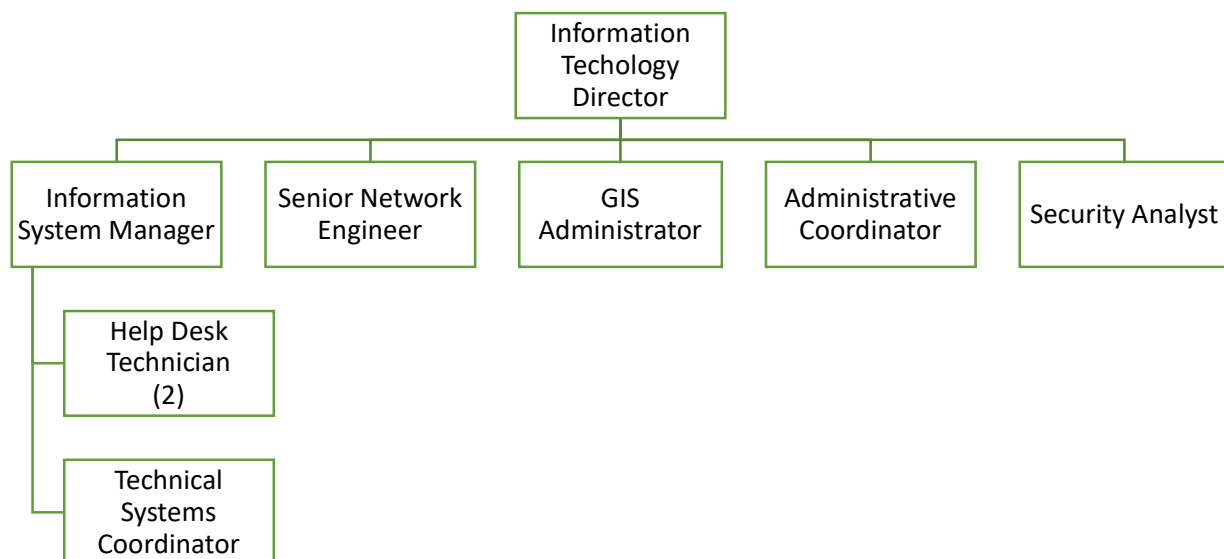 Information
Techology
Director
Information
System Manager
Senior Network
Engineer
GIS
Administrator
Administrative
Coordinator
Security Analyst
Help Desk
Technician
(2)
Technical
Systems
Coordinator